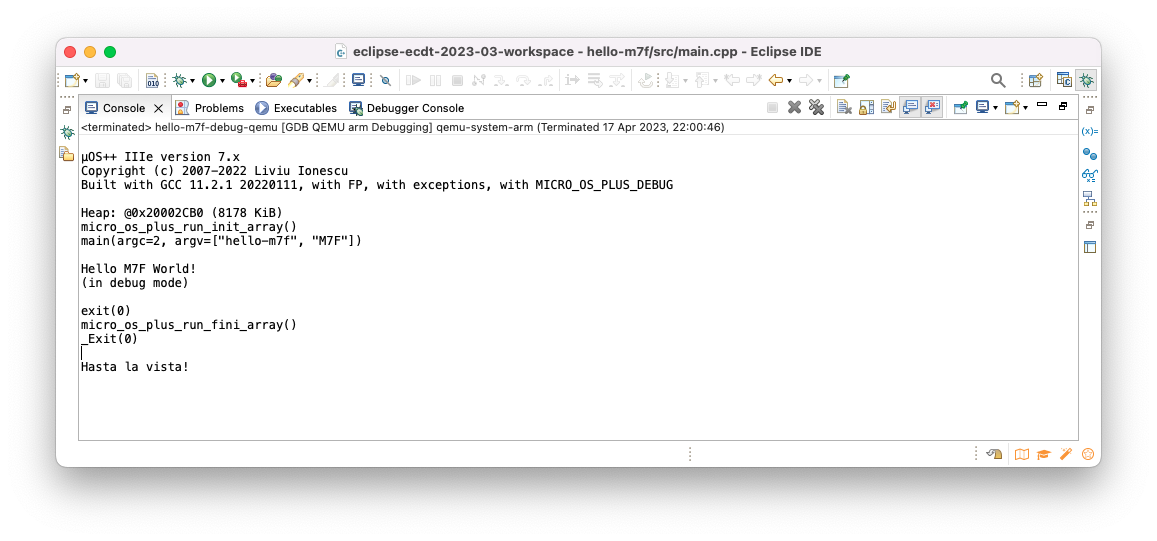 eclipse-ecdt-2023-03-workspace - hello-m7f/src/main.cpp - Eclipse IDE
Console Problems Executables Debugger Console
<terminated> hello-m7f-debug-qemu [GDB QEMU arm Debugging] qemu-system-arm (Terminated 17 Apr 2023, 22:00:46)
µOS++ IIIe version 7.x
Copyright (c) 2007-2022 Liviu Ionescu
Built with GCC 11.2.1 20220111, with FP, with exceptions, with MICRO_OS_PLUS_DEBUG
Heap: @0x20002CB0 (8178 KiB)
micro_os_plus_run_init_array()
main(argc=2, argv=["hello-m7f", "M7F"])
Hello M7F World!
(in debug mode)
exit(0)
micro_os_plus_run_fini_array()
_Exit(0)
Hasta la vista!